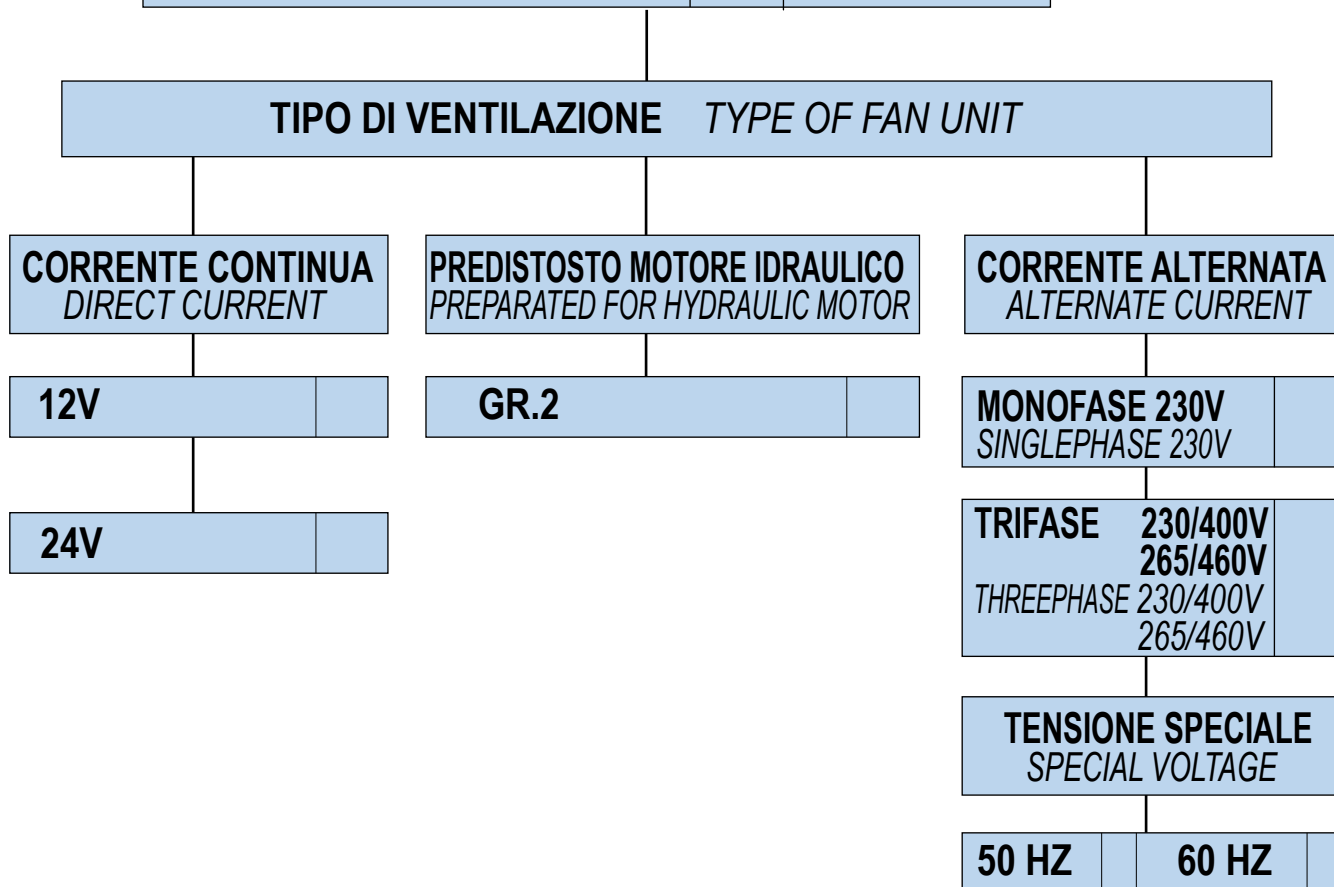 TIPO DI VENTILAZIONE TYPE OF FAN UNIT
CORRENTE CONTINUA
DIRECT CURRENT
12V
24V
PREDISTOSTO MOTORE IDRAULICO
PREPARATED FOR HYDRAULIC MOTOR
GR.2
CORRENTE ALTERNATA
ALTERNATE CURRENT
MONOFASE 230V
SINGLEPHASE 230V
TRIFASE 230/400V
265/460V
THREEPHASE 230/400V
265/460V
TENSIONE SPECIALE
SPECIAL VOLTAGE
50 HZ 60 HZ